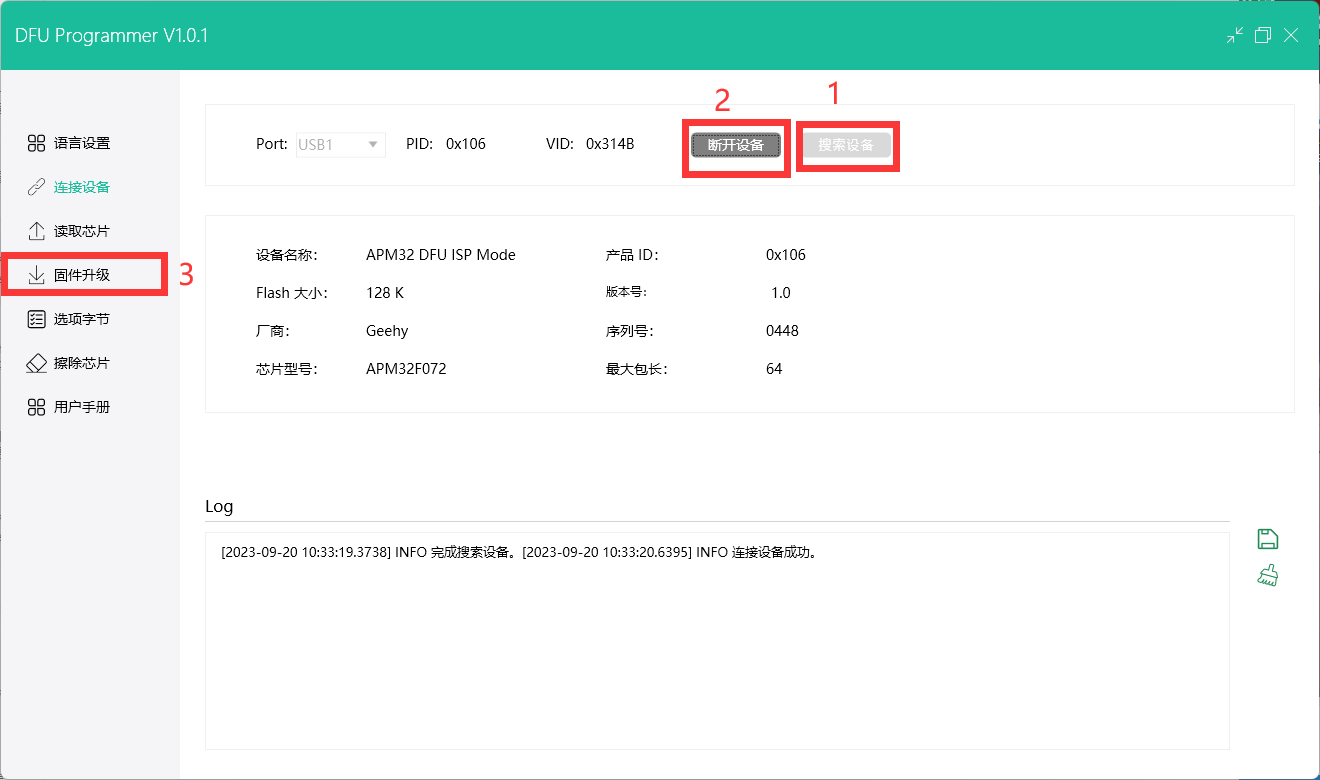 DFU Programmer V1.0.1
2 1
Port: USB1 PID: 0x106 VID: 0x314B 断开设备 搜索设备
语言设置
连接设备
读取芯片
固件升级 3
选项字节
擦除芯片
用户手册
设备名称: APM32 DFU ISP Mode 产品 ID: 0x106
Flash 大小: 128 K 版本号: 1.0
厂商: Geehy 序列号: 0448
芯片型号: APM32F072 最大包长: 64
Log
[2023-09-20 10:33:19.3738] INFO 完成搜索设备。[2023-09-20 10:33:20.6395] INFO 连接设备成功。